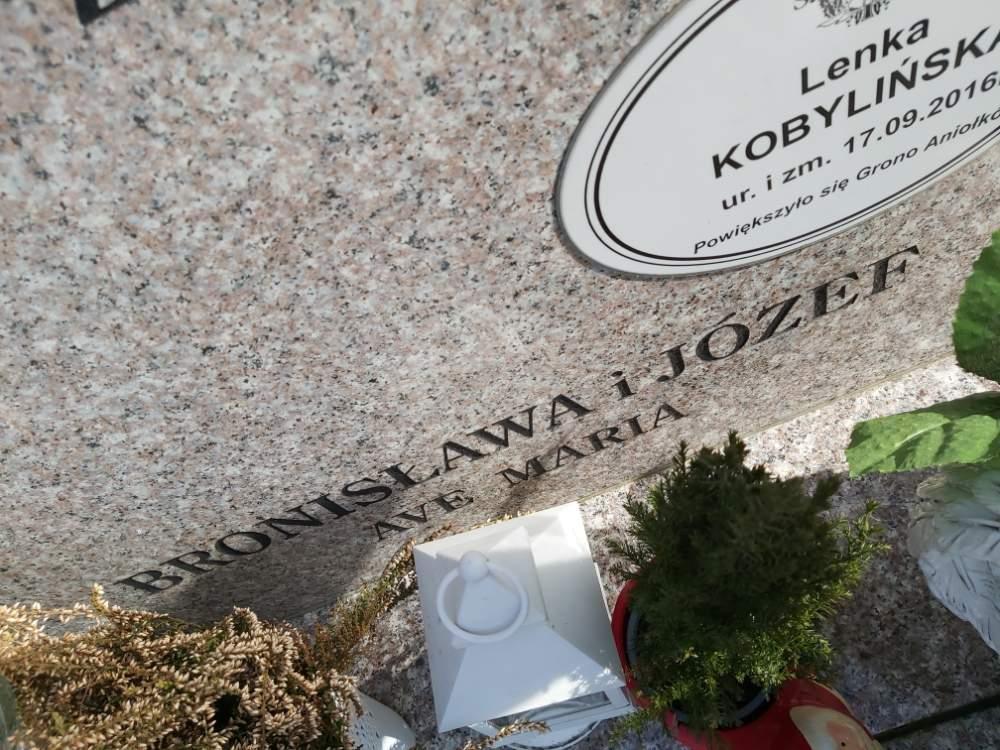 Lenka
KOBYLIŃSKA
ur. i zm. 17.09.2016
Powiększyło się Grono
BRONISŁAWA i JÓZEF
AVE MARIA